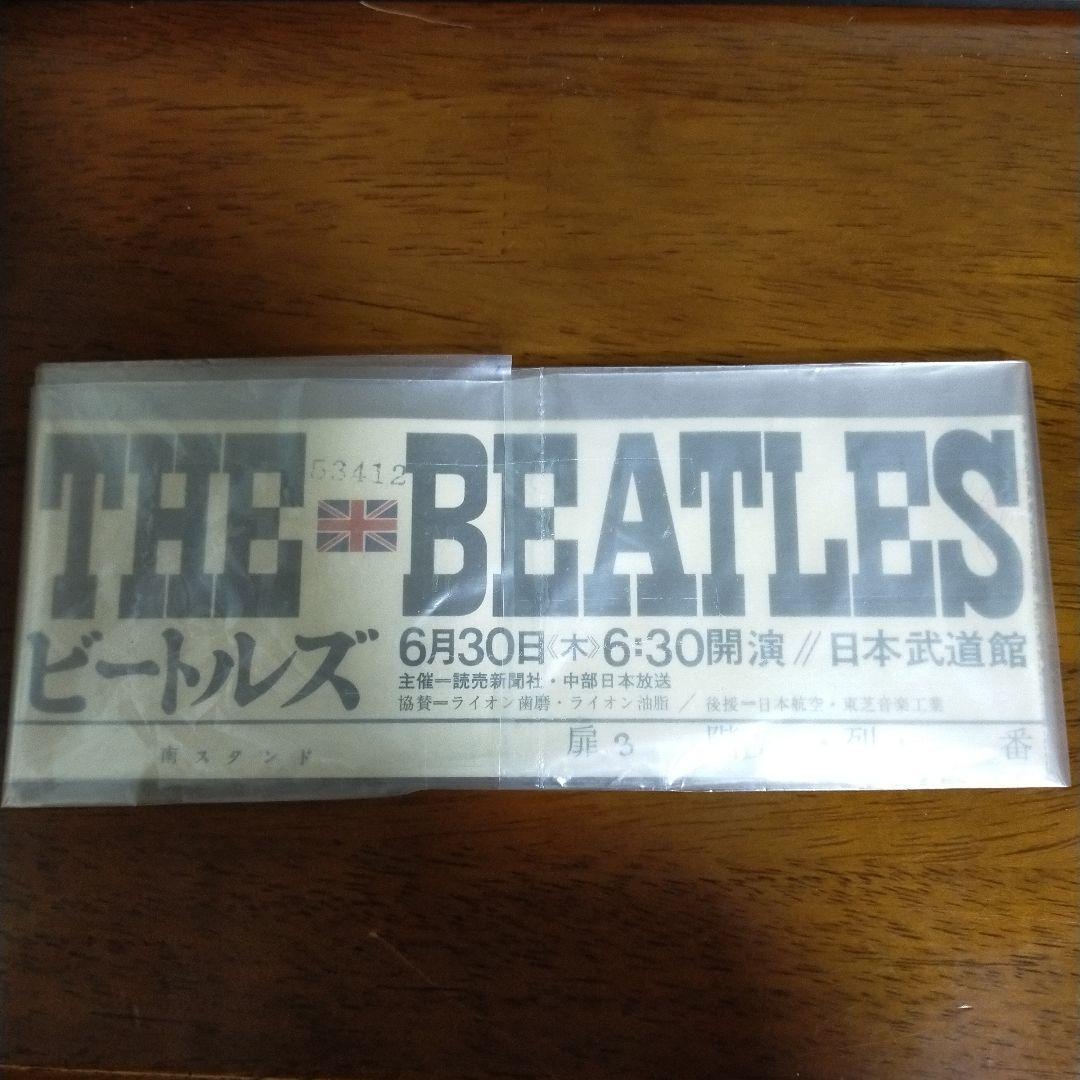 THE BEATLES
53412
ビートルズ
6月30日《木》6:30開演//日本武道館
主催=読売新聞社・中部日本放送
協賛=ライオン歯磨・ライオン油脂/後援=日本航空・東芝音楽工業
南スタンド 扉 3 階 列 番